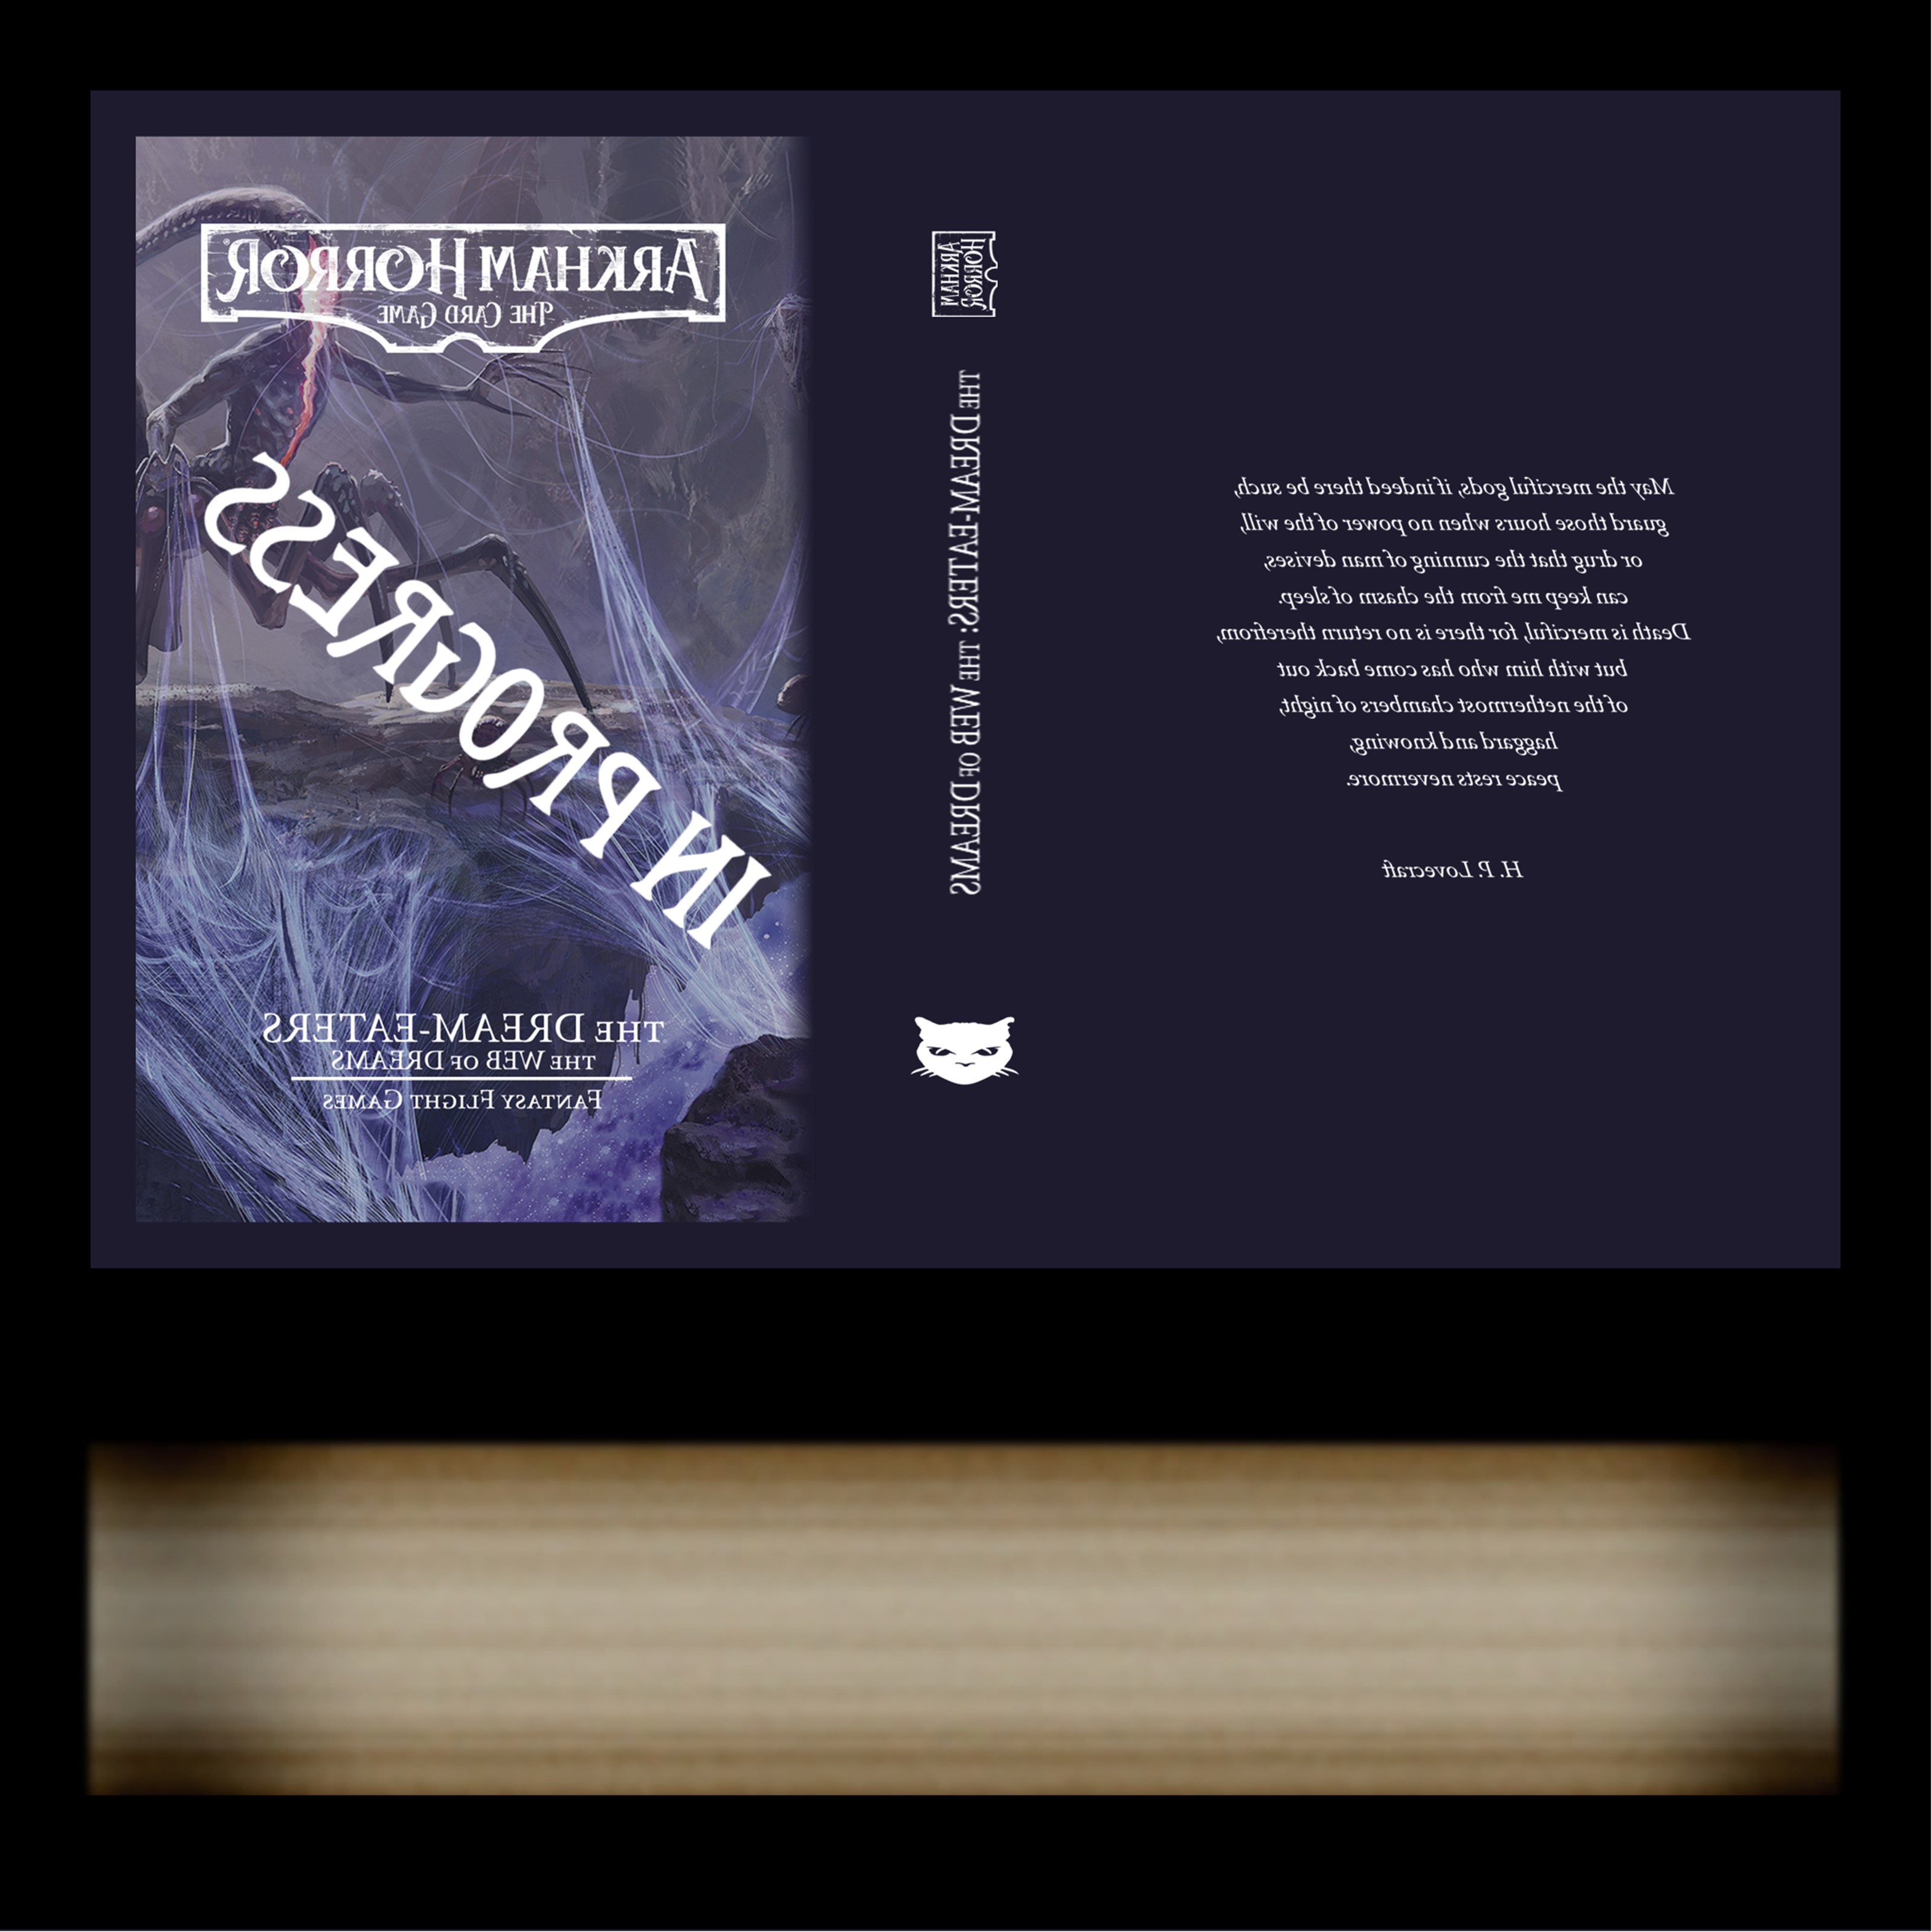 ARKHAM HORROR
THE CARD GAME
IN PROGRESS
THE DREAM-EATERS
THE WEB OF DREAMS
FANTASY FLIGHT GAMES
ARKHAM
HORROR
THE DREAM-EATERS: THE WEB OF DREAMS
May the merciful gods, if indeed there be such,
guard those hours when no power of the will,
or drug that the cunning of man devises,
can keep me from the chasm of sleep.
Death is merciful, for there is no return therefrom,
but with him who has come back out
of the nethermost chambers of night,
haggard and knowing,
peace rests nevermore.
H. P. Lovecraft